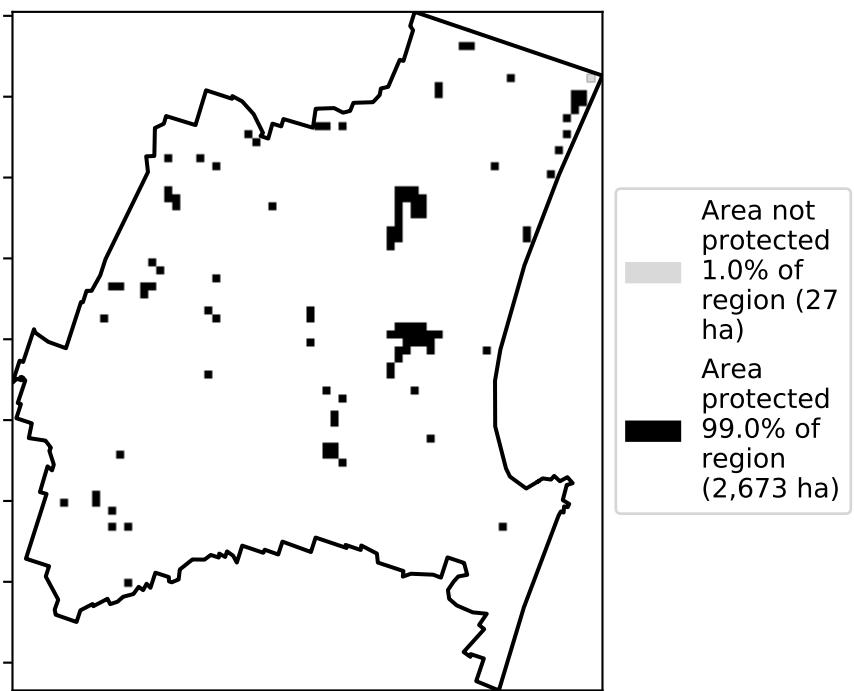 Area not
protected
1.0% of
region (27
ha)
Area
protected
99.0% of
region
(2,673 ha)